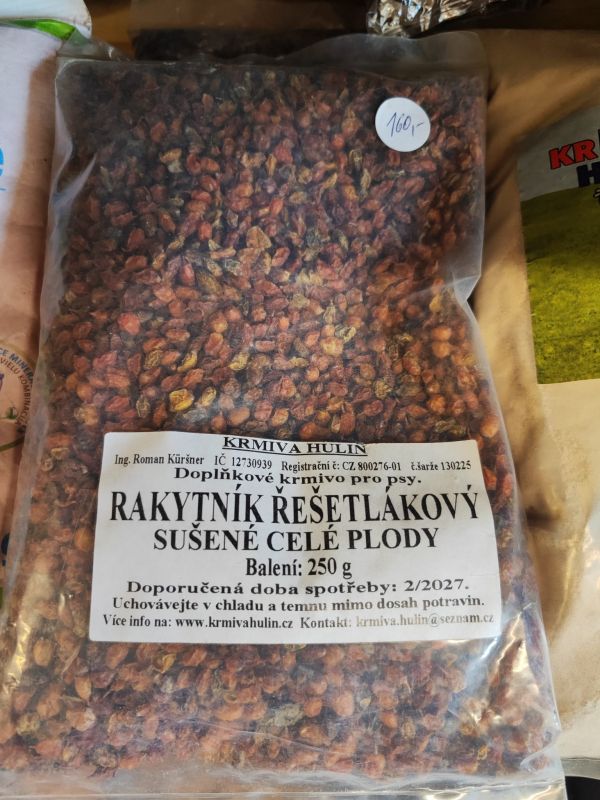 160,-
KR
H
KRMIVA HULÍN
Ing. Roman Küršner IČ 12730939 Registrační č: CZ 800276-01 č.šarže 130225
Doplňkové krmivo pro psy.
RAKYTNÍK ŘEŠETLÁKOVÝ
SUŠENÉ CELÉ PLODY
Balení: 250 g
Doporučená doba spotřeby: 2/2027.
Uchovávejte v chladu a temnu mimo dosah potravin.
Více info na: www.krmivahulin.cz Kontakt: krmiva.hulin@seznam.cz